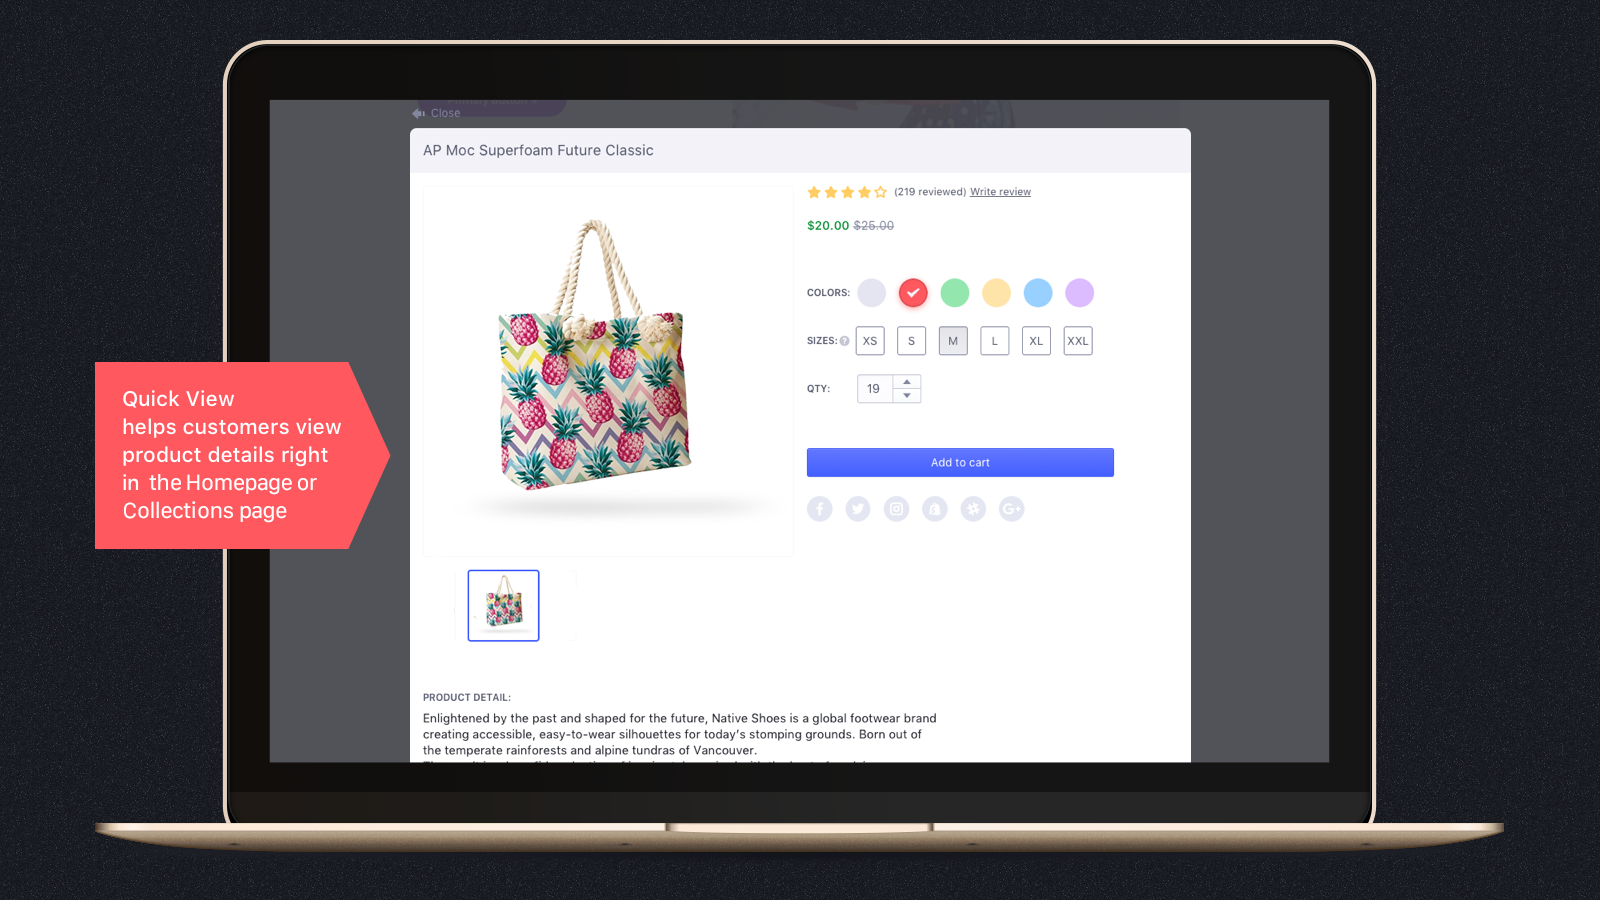 Close
AP Moc Superfoam Future Classic
(219 reviewed) Write review
$20.00 $25.00
COLORS:
SIZES: ? XS S M L XL XXL
QTY: 19
Add to cart
Quick View
helps customers view
product details right
in the Homepage or
Collections page
PRODUCT DETAIL:
Enlightened by the past and shaped for the future, Native Shoes is a global footwear brand
creating accessible, easy-to-wear silhouettes for today's stomping grounds. Born out of
the temperate rainforests and alpine tundras of Vancouver.